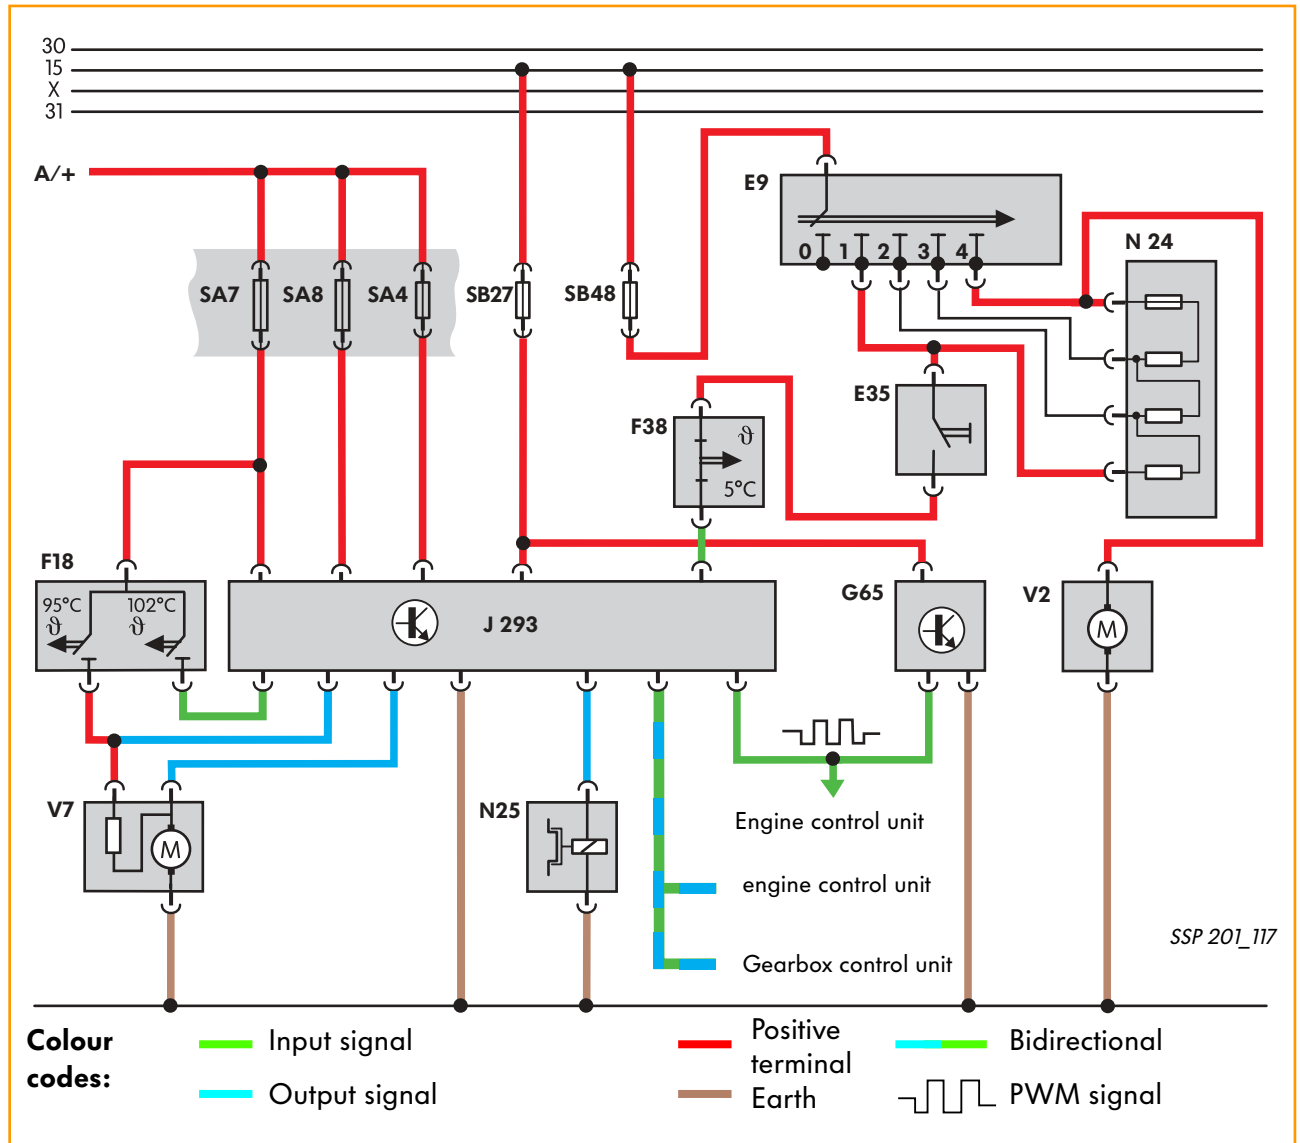 30
15
X
31
A/+
E9
N 24
0 1 2 3 4
SA7 SA8 SA4 SB27 SB48
E35
F38
ϑ
5°C
F18
95°C 102°C
ϑ ϑ
J 293
G65
V2
M
V7
M
N25
Engine control unit
engine control unit
Gearbox control unit
SSP 201_117
Colour codes:
Input signal
Output signal
Positive terminal
Earth
Bidirectional
PWM signal